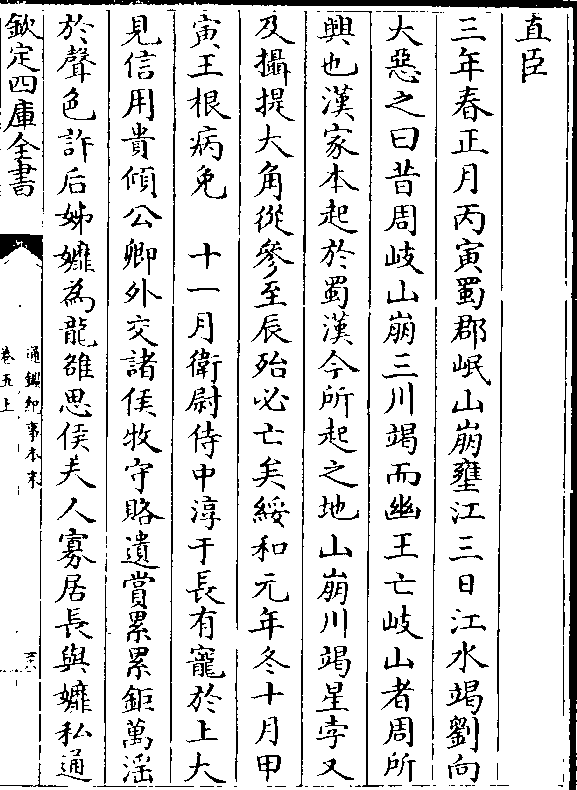 直臣
三年春正月丙寅蜀郡岷山崩壅江三日江水竭劉向
大惡之曰昔周岐山崩三川竭而幽王亡岐山者周所
興也漢家本起於蜀漢今所起之地山崩川竭星孛又
及攝提大角從參至辰殆必亡矣綏和元年冬十月甲
寅王根病免　十一月衛尉侍中淳于長有寵於上大
見信用貴傾公卿外交諸侯牧守賂遺賞累累鉅萬淫
於聲色許后姊孊為龍雒思侯夫人寡居長與孊私通
欽定四庫全書
通鑑紀事本末
卷五上